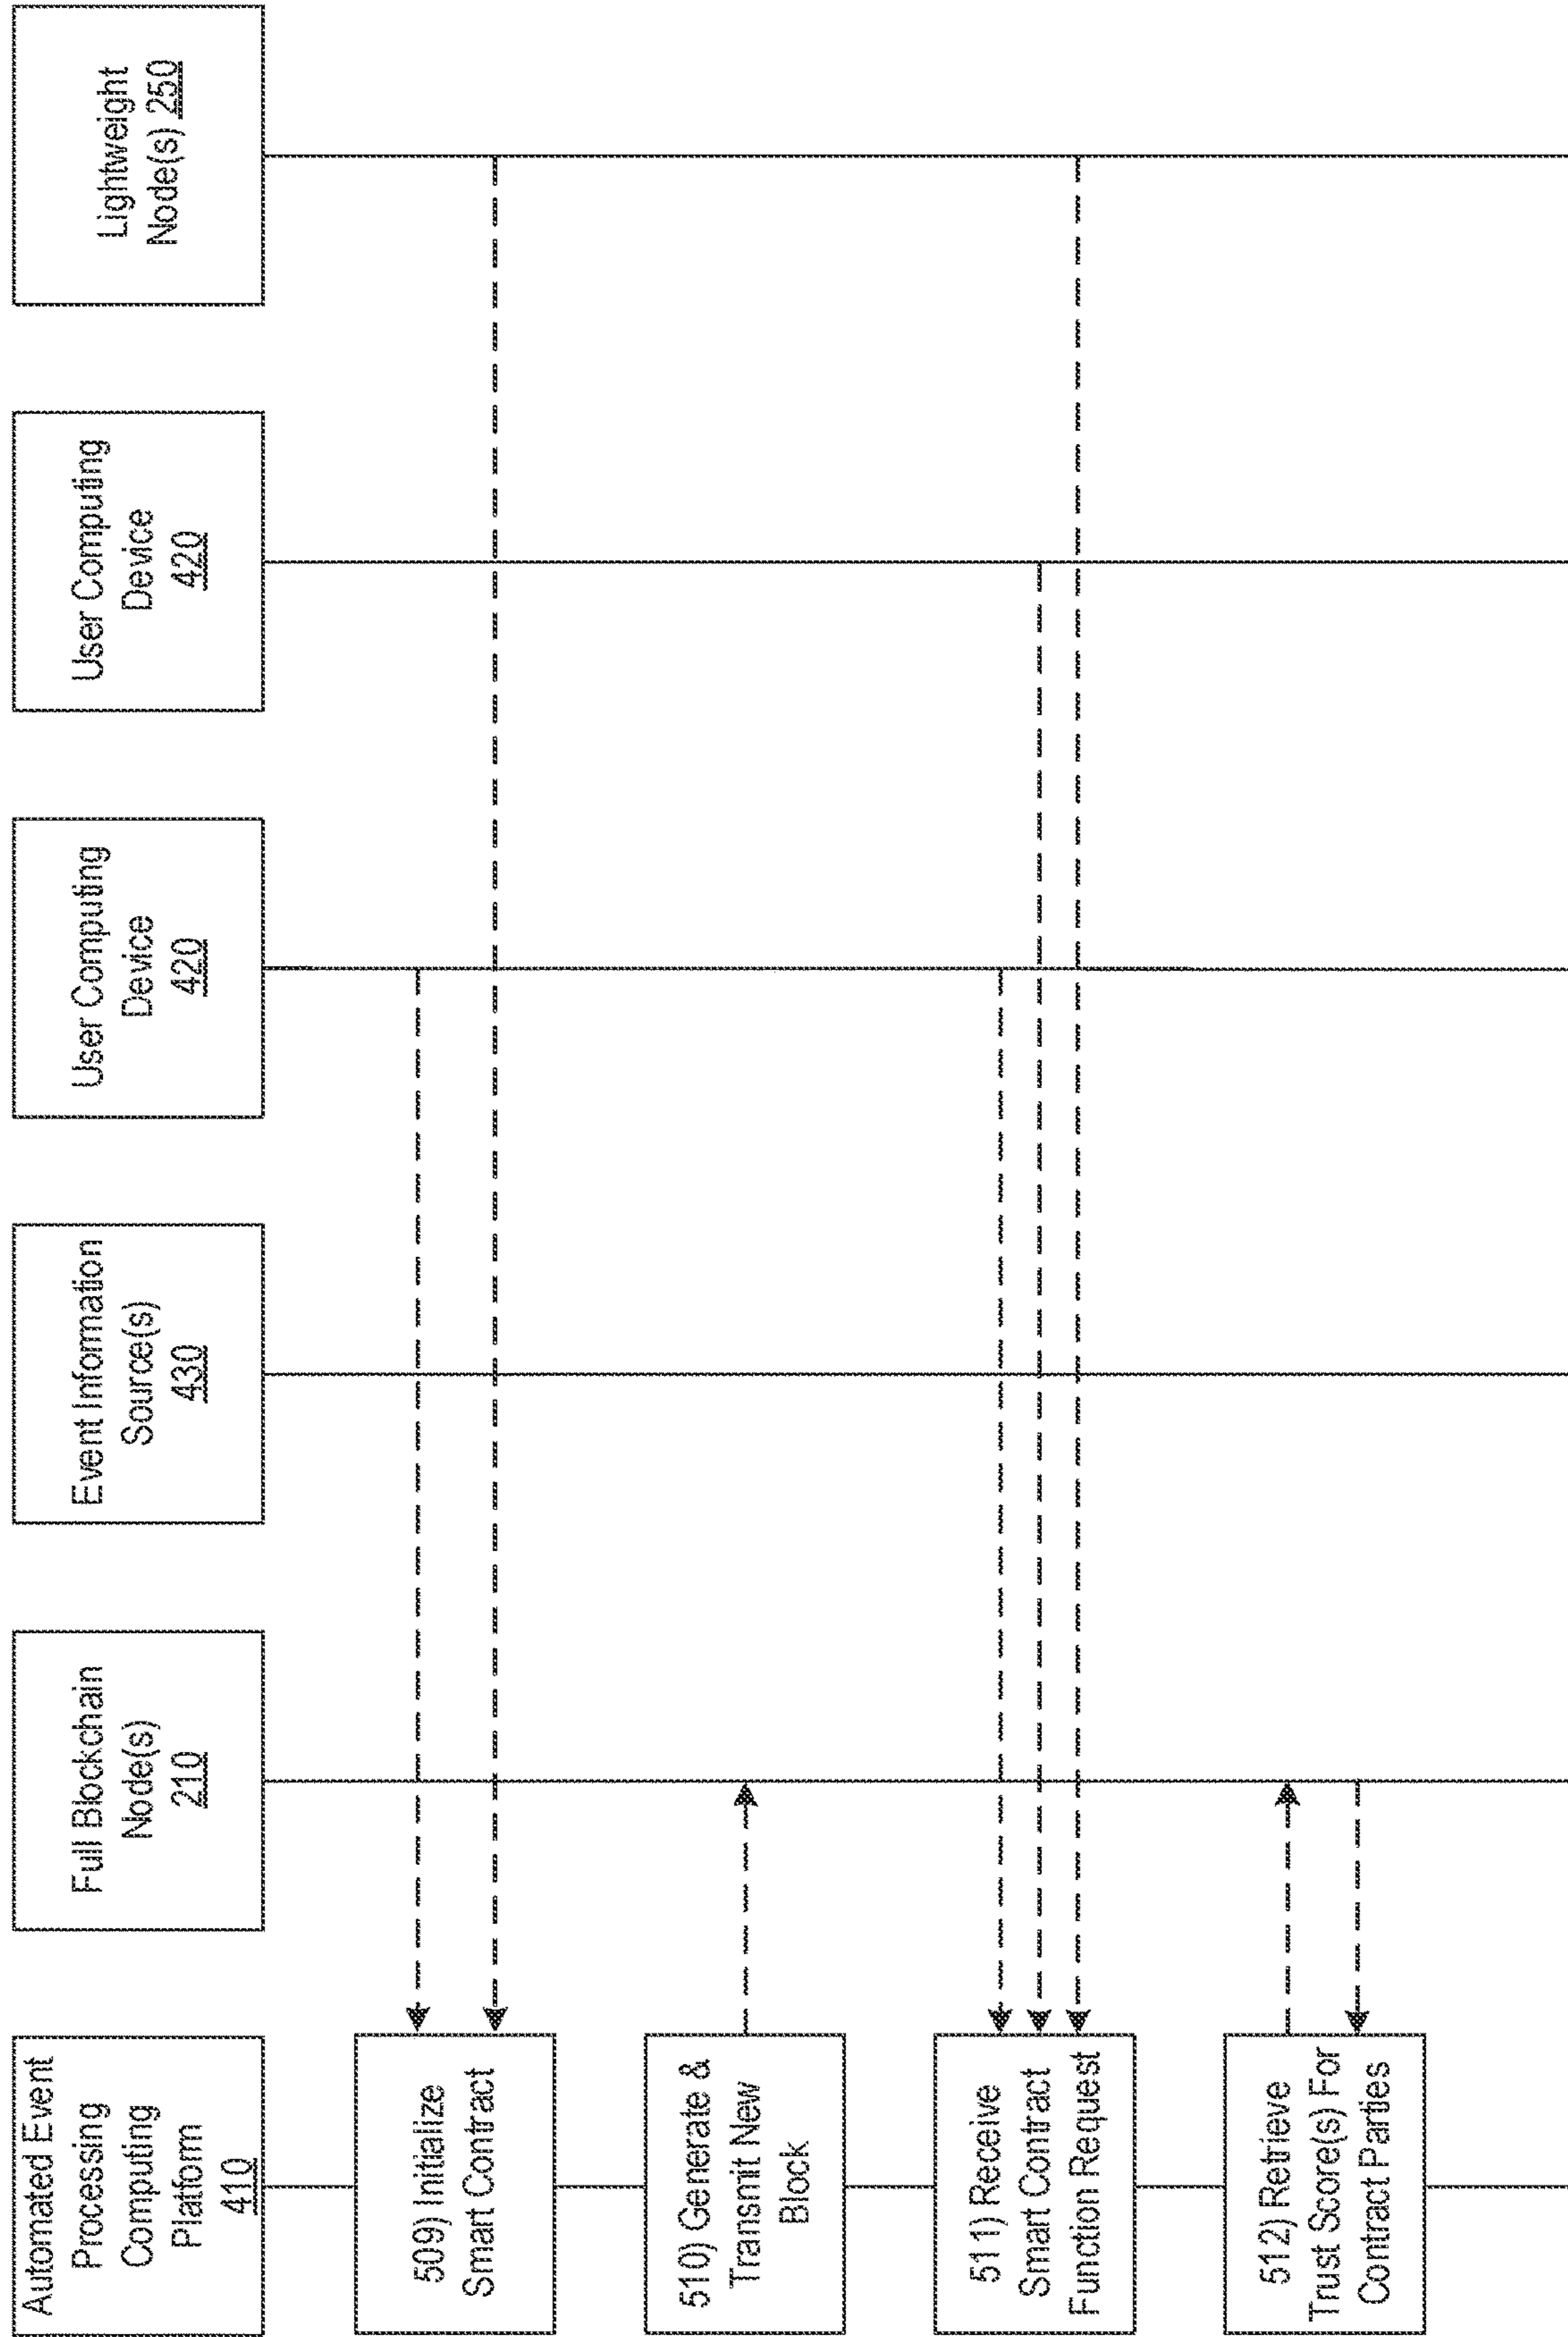 Automated Event
Processing
Computing
Platform
410
Full Blockchain
Node(s)
210
Event Information
Source(s)
430
User Computing
Device
420
User Computing
Device
420
Lightweight
Node(s) 250
509) Initialize
Smart Contract
510) Generate &
Transmit New
Block
511) Receive
Smart Contract
Function Request
512) Retrieve
Trust Score(s) For
Contract Parties